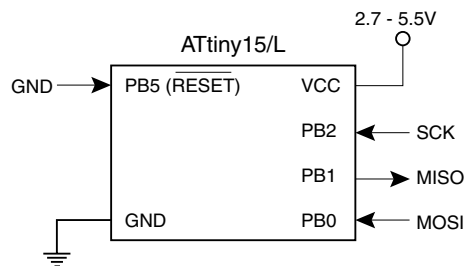 2.7 - 5.5V
ATtiny15/L
GND PB5 (RESET) VCC
PB2 SCK
PB1 MISO
GND PB0 MOSI